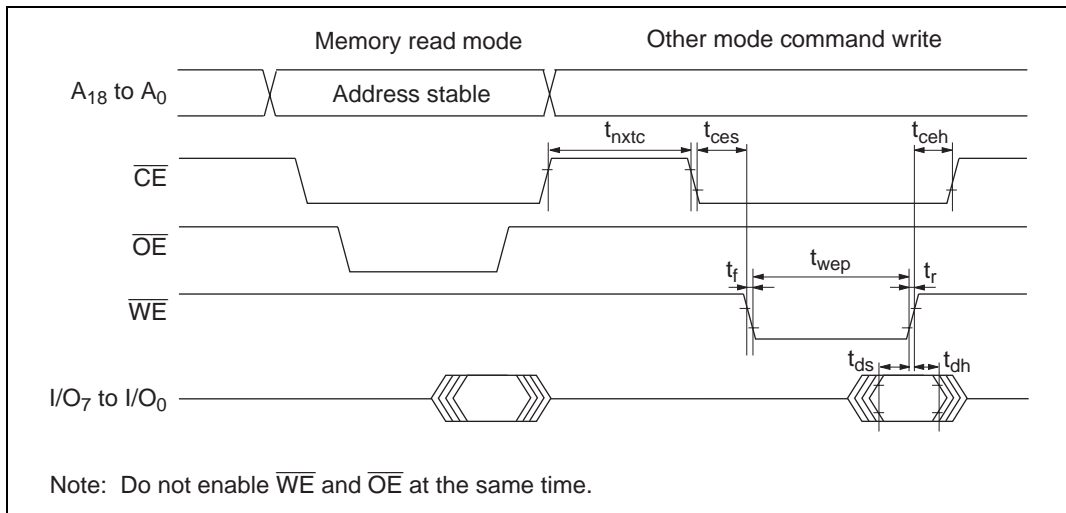 Memory read mode Other mode command write
A18 to A0 Address stable
tnxtc tces tceh
CE
OE
tf twep tr
WE
tds tdh
I/O7 to I/O0
Note: Do not enable WE and OE at the same time.